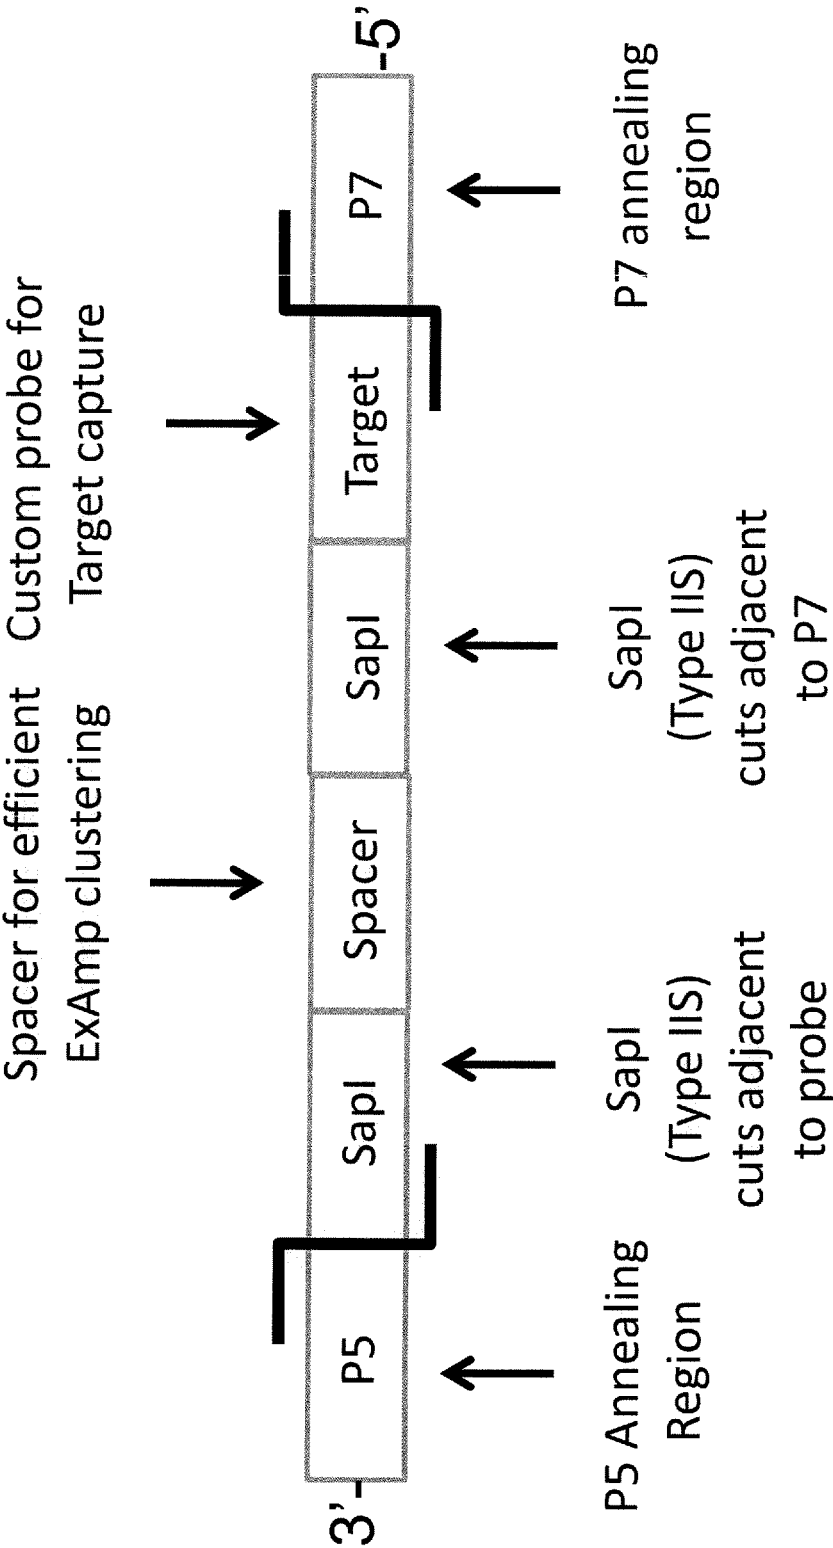 Spacer for efficient
ExAmp clustering
Custom probe for
Target capture
3’-
P5
SapI
Spacer
SapI
Target
P7
-5’
P5 Annealing
Region
SapI
(Type IIS)
cuts adjacent
to probe
SapI
(Type IIS)
cuts adjacent
to P7
P7 annealing
region